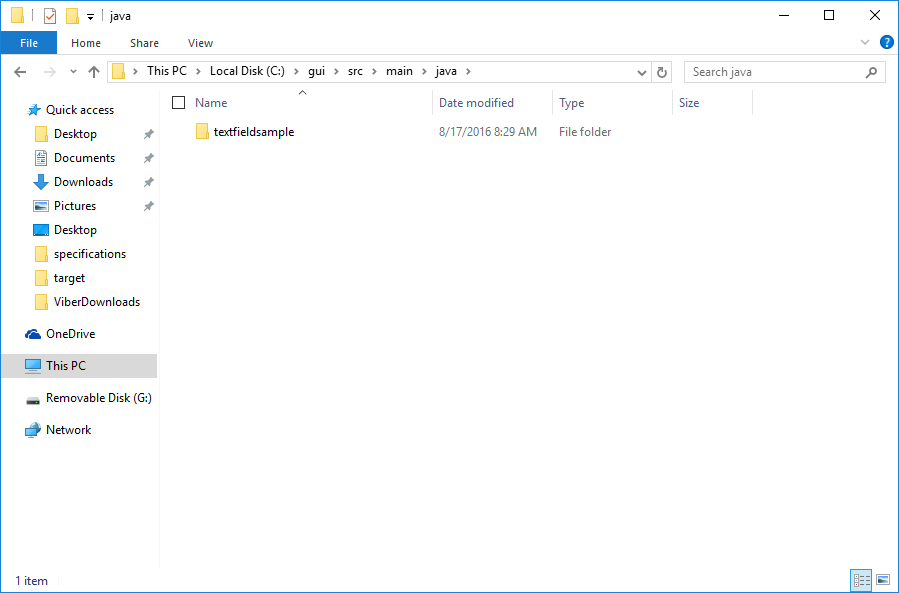 java
File Home Share View
?
This PC Local Disk (C:) gui src main java Search java
Name Date modified Type Size
textfieldsample 8/17/2016 8:29 AM File folder
Quick access
Desktop
Documents
Downloads
Pictures
Desktop
specifications
target
ViberDownloads
OneDrive
This PC
Removable Disk (G:)
Network
1 item